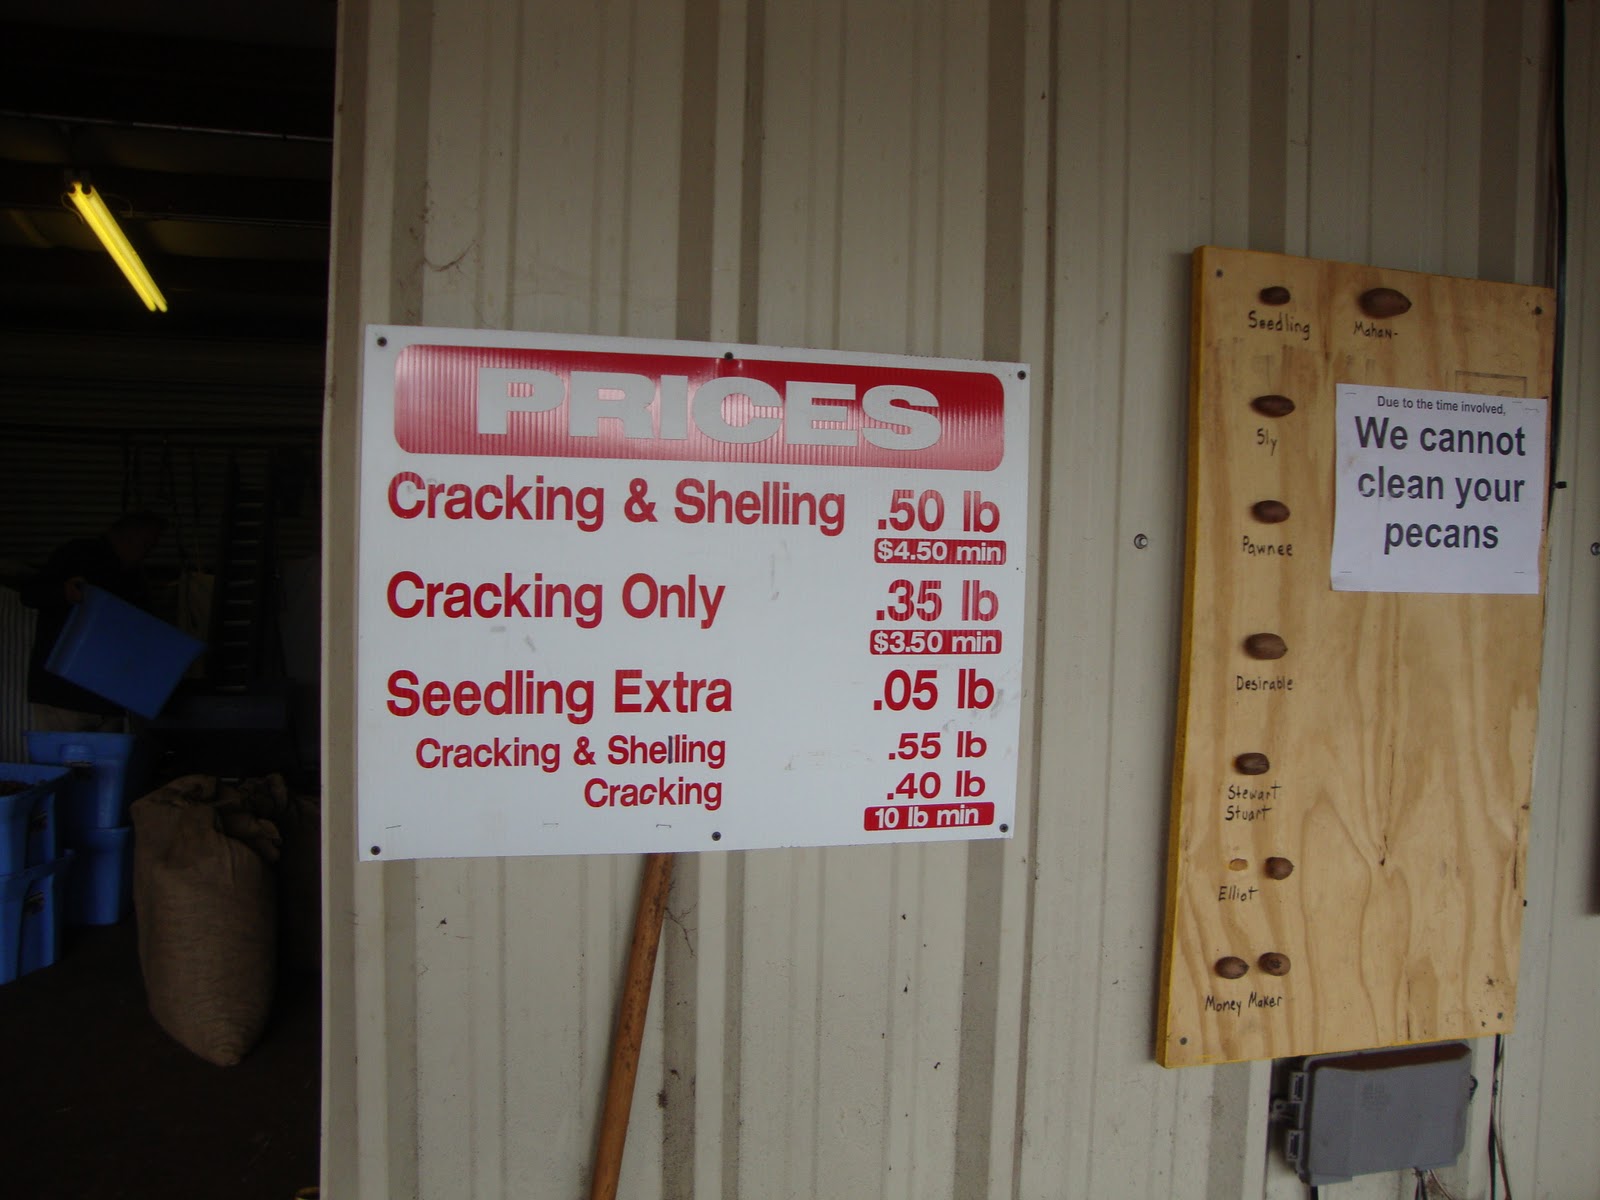 PRICES
Cracking & Shelling .50 lb
$4.50 min
Cracking Only .35 lb
$3.50 min
Seedling Extra .05 lb
Cracking & Shelling .55 lb
Cracking .40 lb
10 lb min
Seedling Mahan-
Sly
Pawnee
Desirable
Stewart
Stuart
Elliot
Money Maker
Due to the time involved,
We cannot
clean your
pecans